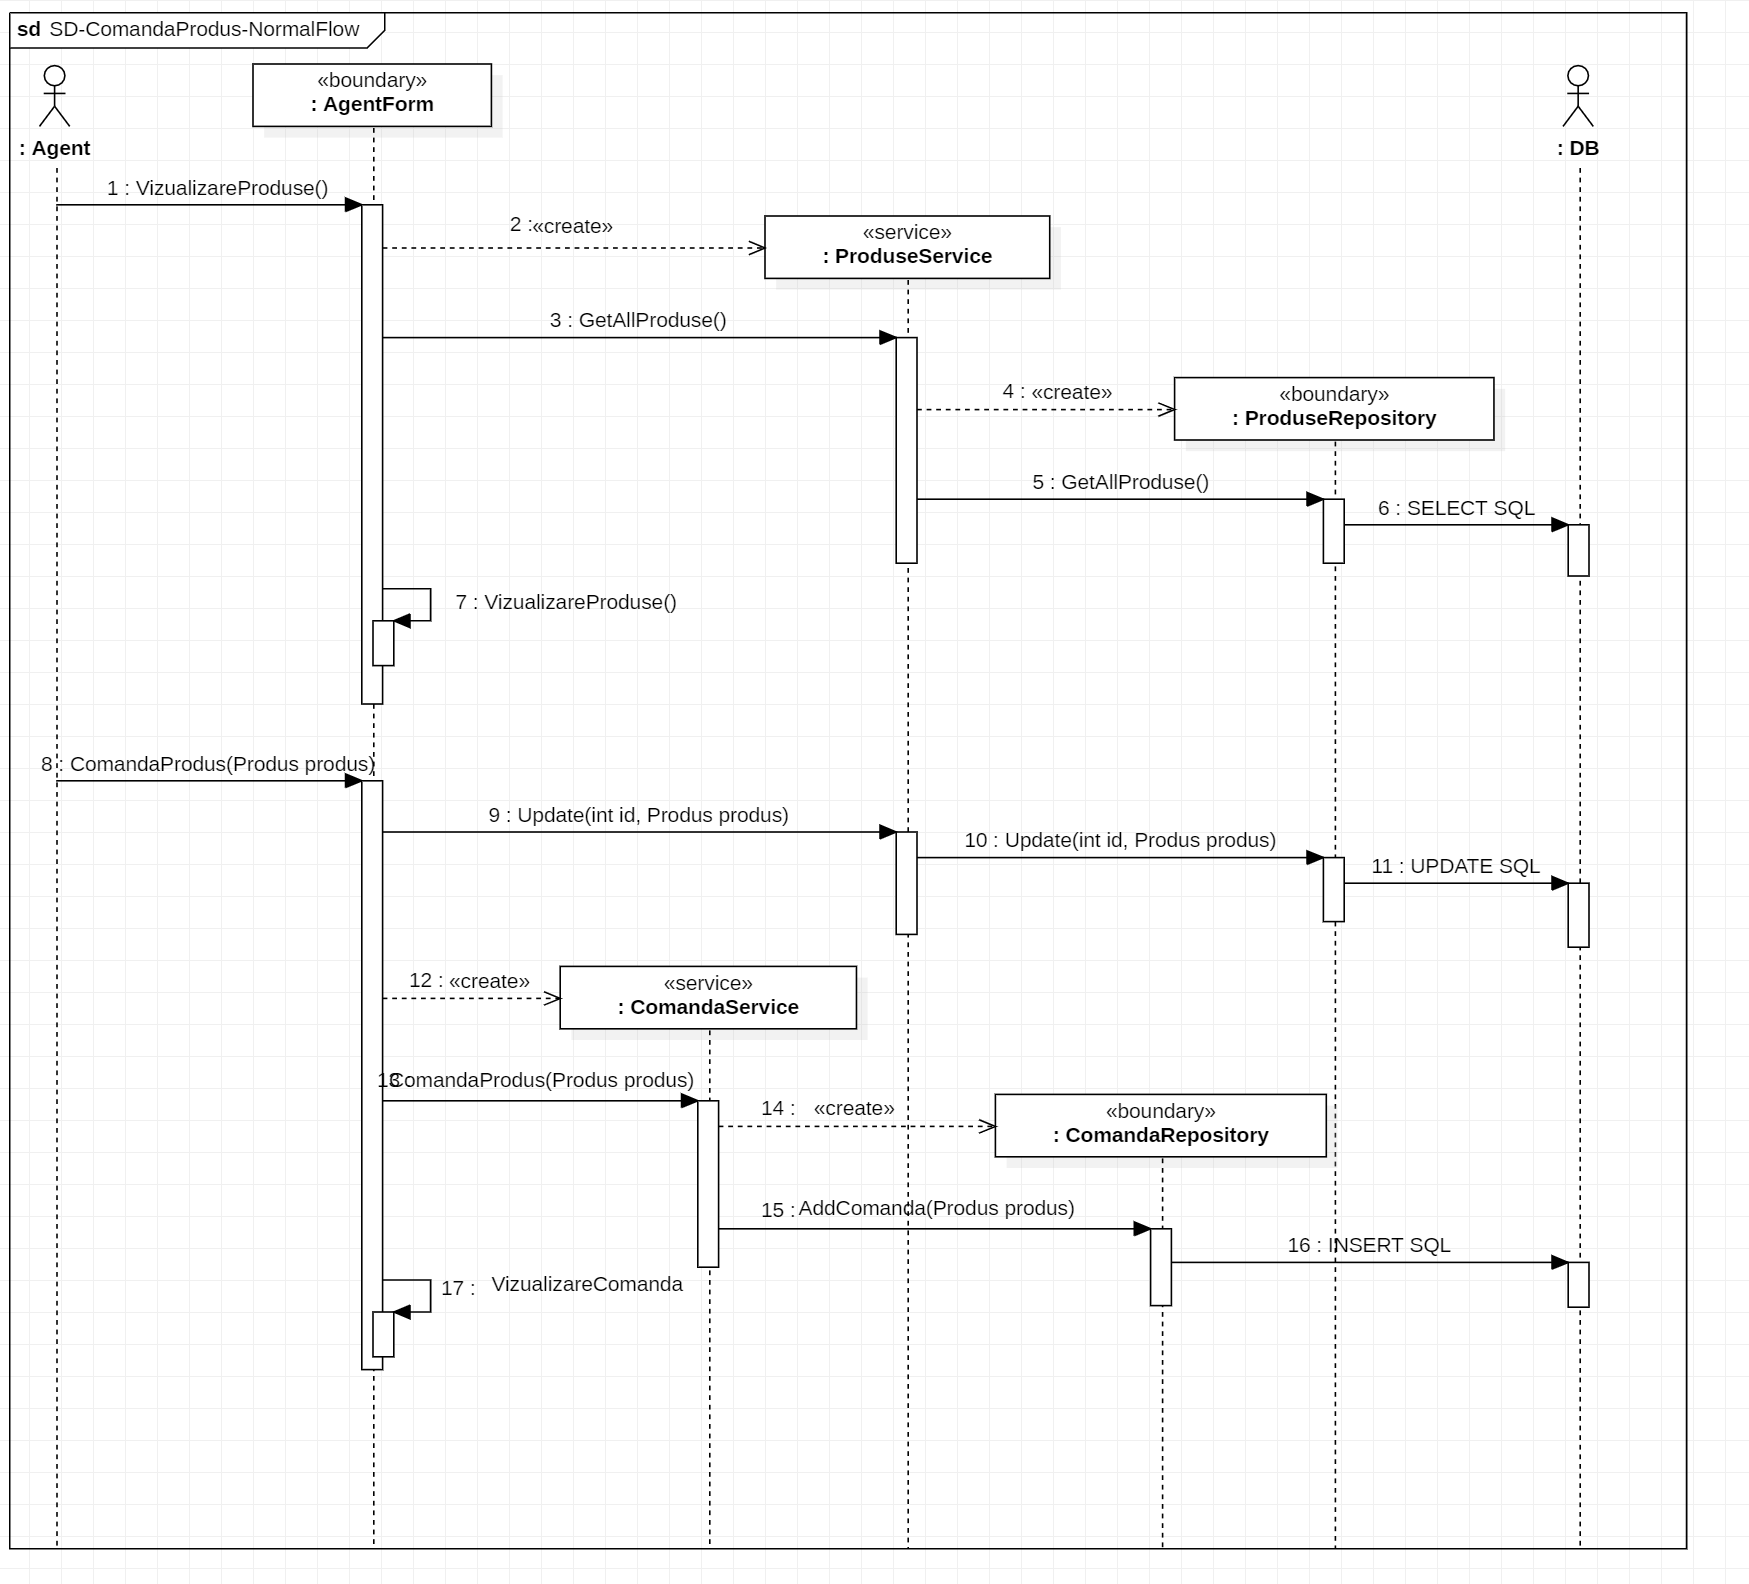 sd SD-ComandaProdus-NormalFlow
«boundary»
: AgentForm
: Agent
: DB
1 : VizualizareProduse()
2 :«create»
«service»
: ProduseService
3 : GetAllProduse()
4 : «create»
«boundary»
: ProduseRepository
5 : GetAllProduse()
6 : SELECT SQL
7 : VizualizareProduse()
8 : ComandaProdus(Produs produs)
9 : Update(int id, Produs produs)
10 : Update(int id, Produs produs)
11 : UPDATE SQL
12 : «create»
«service»
: ComandaService
13 : ComandaProdus(Produs produs)
14 : «create»
«boundary»
: ComandaRepository
15 : AddComanda(Produs produs)
16 : INSERT SQL
17 : VizualizareComanda